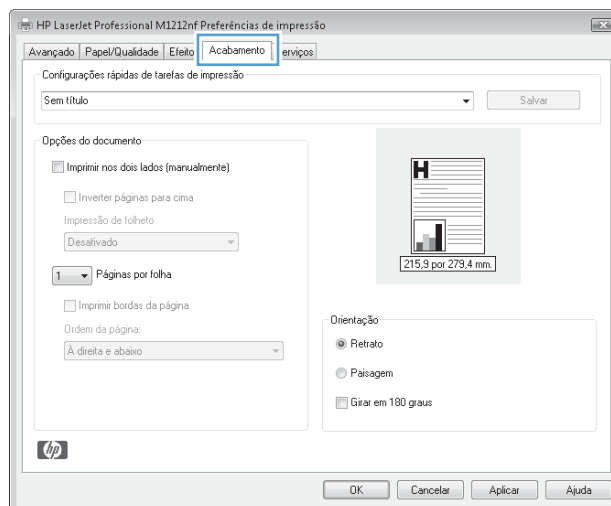 HP LaserJet Professional M1212nf Preferências de impressão
Avançado Papel/Qualidade Efeito Acabamento erviços
Configurações rápidas de tarefas de impressão
Sem título Salvar
Opções do documento
Imprimir nos dois lados (manualmente)
Inverter páginas para cima
Impressão de folheto
Desativado
1 Páginas por folha
Imprimir bordas da página
Ordem da página:
À direita e abaixo
H
215,9 por 279,4 mm.
Orientação
Retrato
Paisagem
Girar em 180 graus
hp
OK Cancelar Aplicar Ajuda